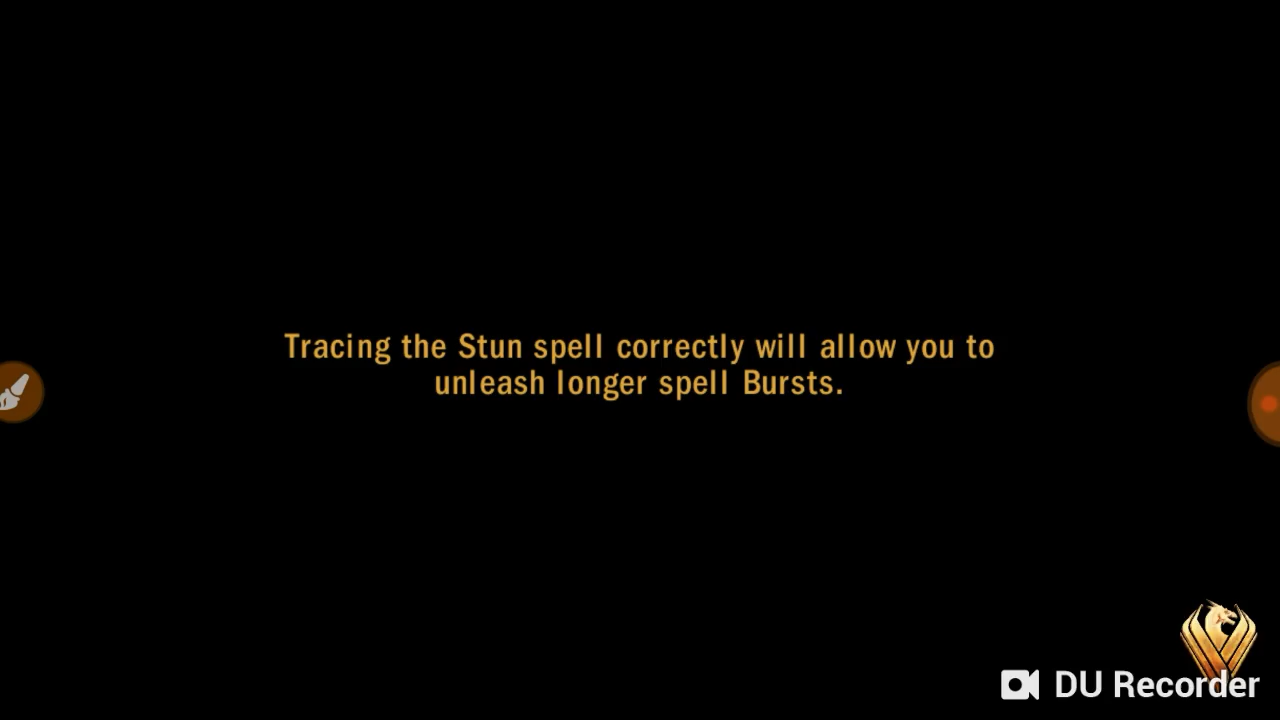 Tracing the Stun spell correctly will allow you to
unleash longer spell Bursts.
DU Recorder